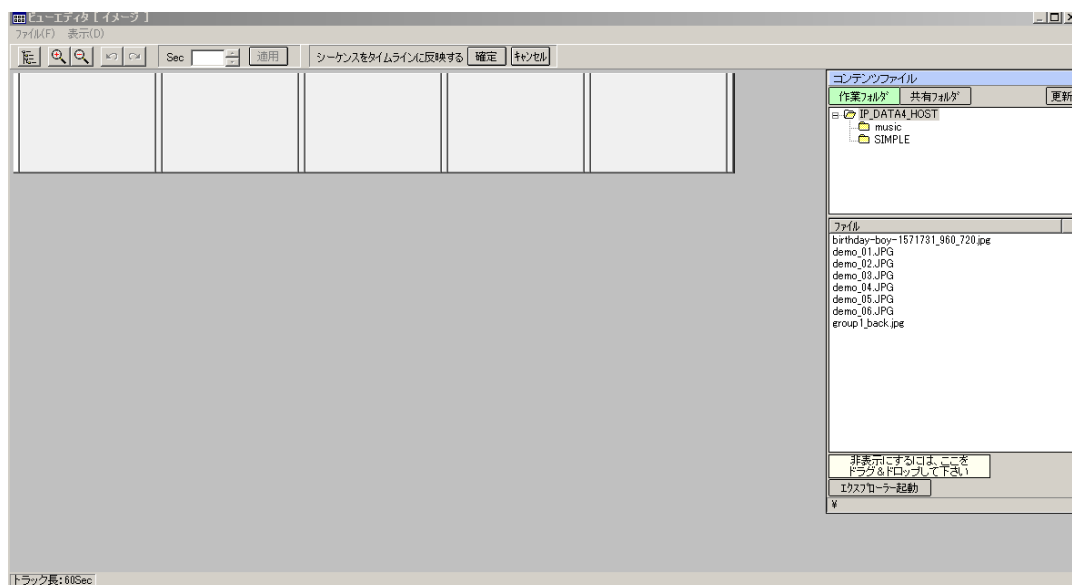 ビューエディタ [ イメージ ]
ファイル(F) 表示(D)
Sec 適用 シーケンスをタイムラインに反映する 確定 キャンセル
コンテンツファイル
作業フォルダ 共有フォルダ 更新
IP_DATA4_HOST
music
SIMPLE
ファイル
birthday-boy-1571731_960_720.jpg
demo_01.JPG
demo_02.JPG
demo_03.JPG
demo_04.JPG
demo_05.JPG
demo_06.JPG
group1_back.jpg
非表示にするには、ここを
ドラグ&ドロップして下さい
エクスプローラー起動
¥
トラック長:60Sec